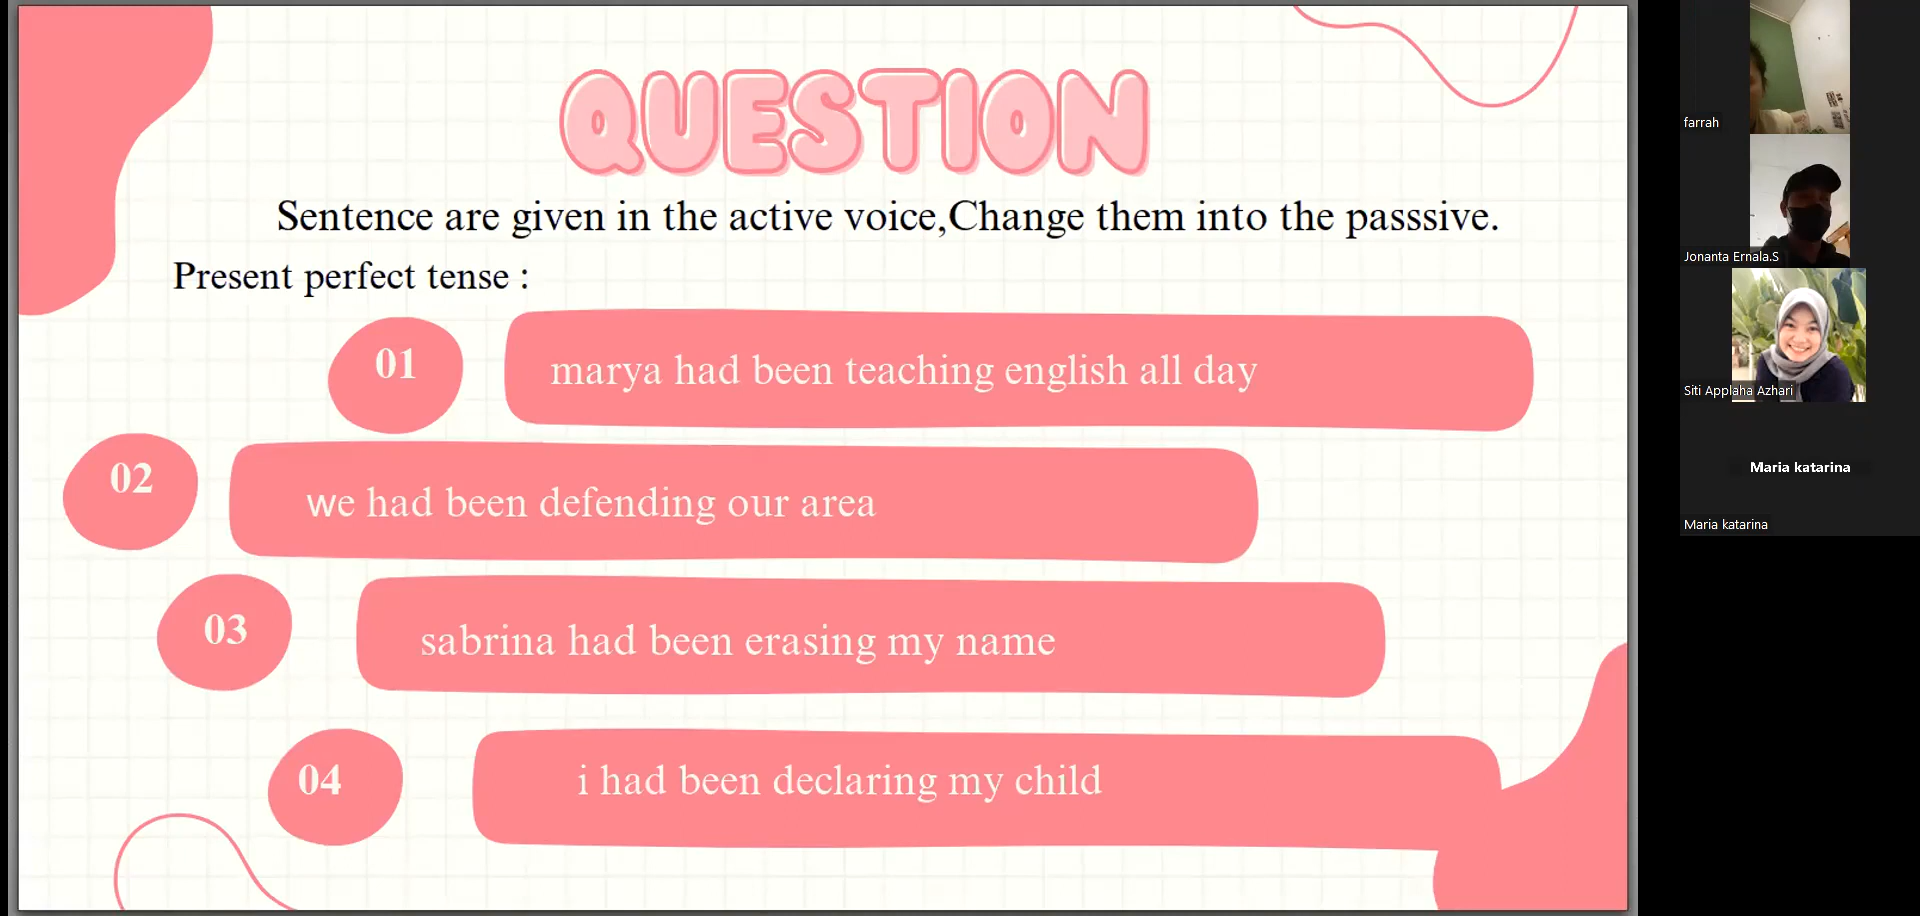 QUESTION
Sentence are given in the active voice,Change them into the passsive.
Present perfect tense :
01
marya had been teaching english all day
02
we had been defending our area
03
sabrina had been erasing my name
04
i had been declaring my child
farrah
Jonanta Ernala.S
Siti Applaha Azhari
Maria katarina
Maria katarina